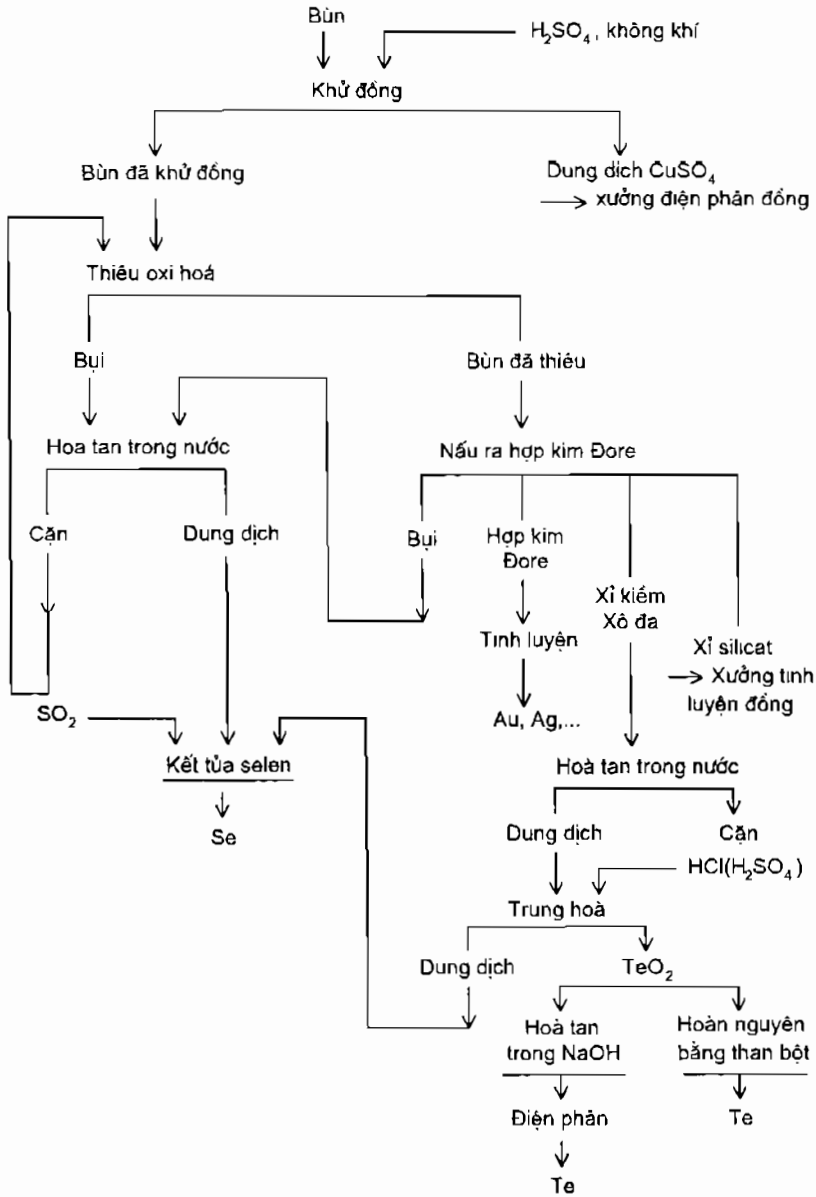 Bùn
H₂SO₄, không khí
Khử đồng
Bùn đã khử đồng
Dung dịch CuSO₄
→ xưởng điện phân đồng
Thiêu oxi hoá
Bụi
Bùn đã thiêu
Hoa tan trong nước
Nấu ra hợp kim Đore
Cặn
Dung dịch
Bụi
Hợp kim
Đore
Xỉ kiềm
Xô đa
Tinh luyện
Xỉ silicat
→ Xưởng tinh
luyện đồng
SO₂
Au, Ag,...
Kết tủa selen
Hoà tan trong nước
Se
Dung dịch
Cặn
HCl(H₂SO₄)
Trung hoà
Dung dịch
TeO₂
Hoà tan
trong NaOH
Hoàn nguyên
bằng than bột
Điện phân
Te
Te